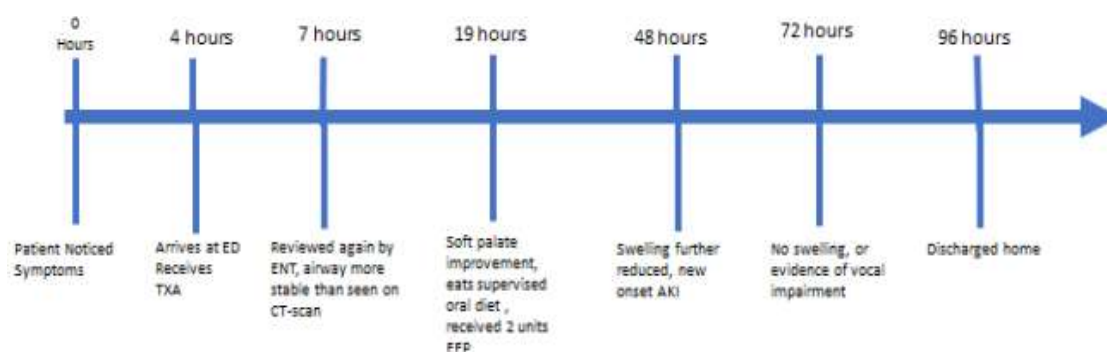 0
Hours
4 hours
7 hours
19 hours
48 hours
72 hours
96 hours
Patient Noticed
Symptoms
Arrives at ED
Receives
TXA
Reviewed again by
ENT, airway more
stable than seen on
CT-scan
Soft palate
improvement,
eats supervised
oral diet ,
received 2 units
Swelling further
reduced, new
onset AKI
No swelling, or
evidence of vocal
impairment
Discharged home